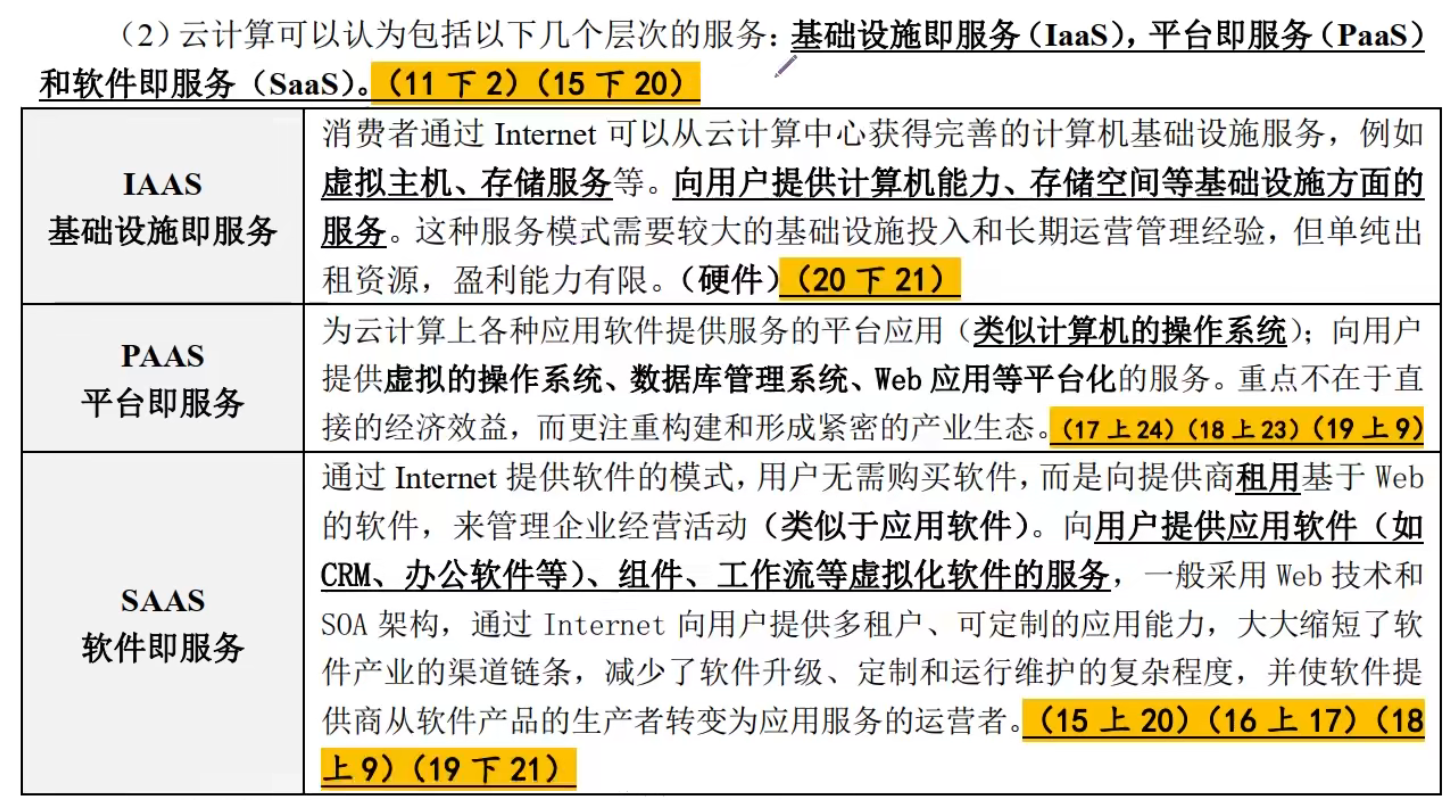 （2）云计算可以认为包括以下几个层次的服务：基础设施即服务（IaaS），平台即服务（PaaS）
和软件即服务（SaaS）。（11 下 2）（15 下 20）
IAAS
基础设施即服务
消费者通过 Internet 可以从云计算中心获得完善的计算机基础设施服务，例如
虚拟主机、存储服务等。向用户提供计算机能力、存储空间等基础设施方面的
服务。这种服务模式需要较大的基础设施投入和长期运营管理经验，但单纯出
租资源，盈利能力有限。（硬件）（20 下 21）
PAAS
平台即服务
为云计算上各种应用软件提供服务的平台应用（类似计算机的操作系统）；向用户
提供虚拟的操作系统、数据库管理系统、Web 应用等平台化的服务。重点不在于直
接的经济效益，而更注重构建和形成紧密的产业生态。（17 上 24）（18 上 23）（19 上 9）
SAAS
软件即服务
通过 Internet 提供软件的模式，用户无需购买软件，而是向提供商租用基于 Web
的软件，来管理企业经营活动（类似于应用软件）。向用户提供应用软件（如
CRM、办公软件等）、组件、工作流等虚拟化软件的服务，一般采用 Web 技术和
SOA 架构，通过 Internet 向用户提供多租户、可定制的应用能力，大大缩短了软
件产业的渠道链条，减少了软件升级、定制和运行维护的复杂程度，并使软件提
供商从软件产品的生产者转变为应用服务的运营者。（15 上 20）（16 上 17）（18
上 9）（19 下 21）